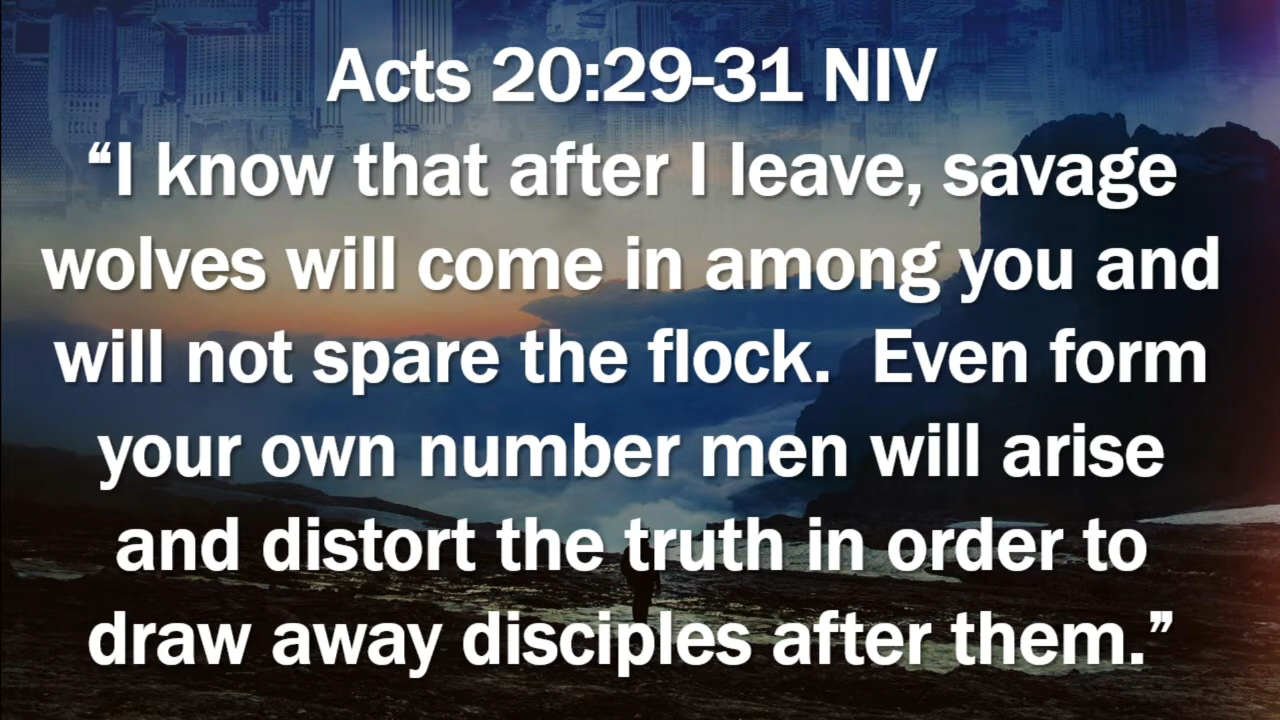 Acts 20:29-31 NIV
“I know that after I leave, savage
wolves will come in among you and
will not spare the flock.  Even form
your own number men will arise
and distort the truth in order to
draw away disciples after them.”